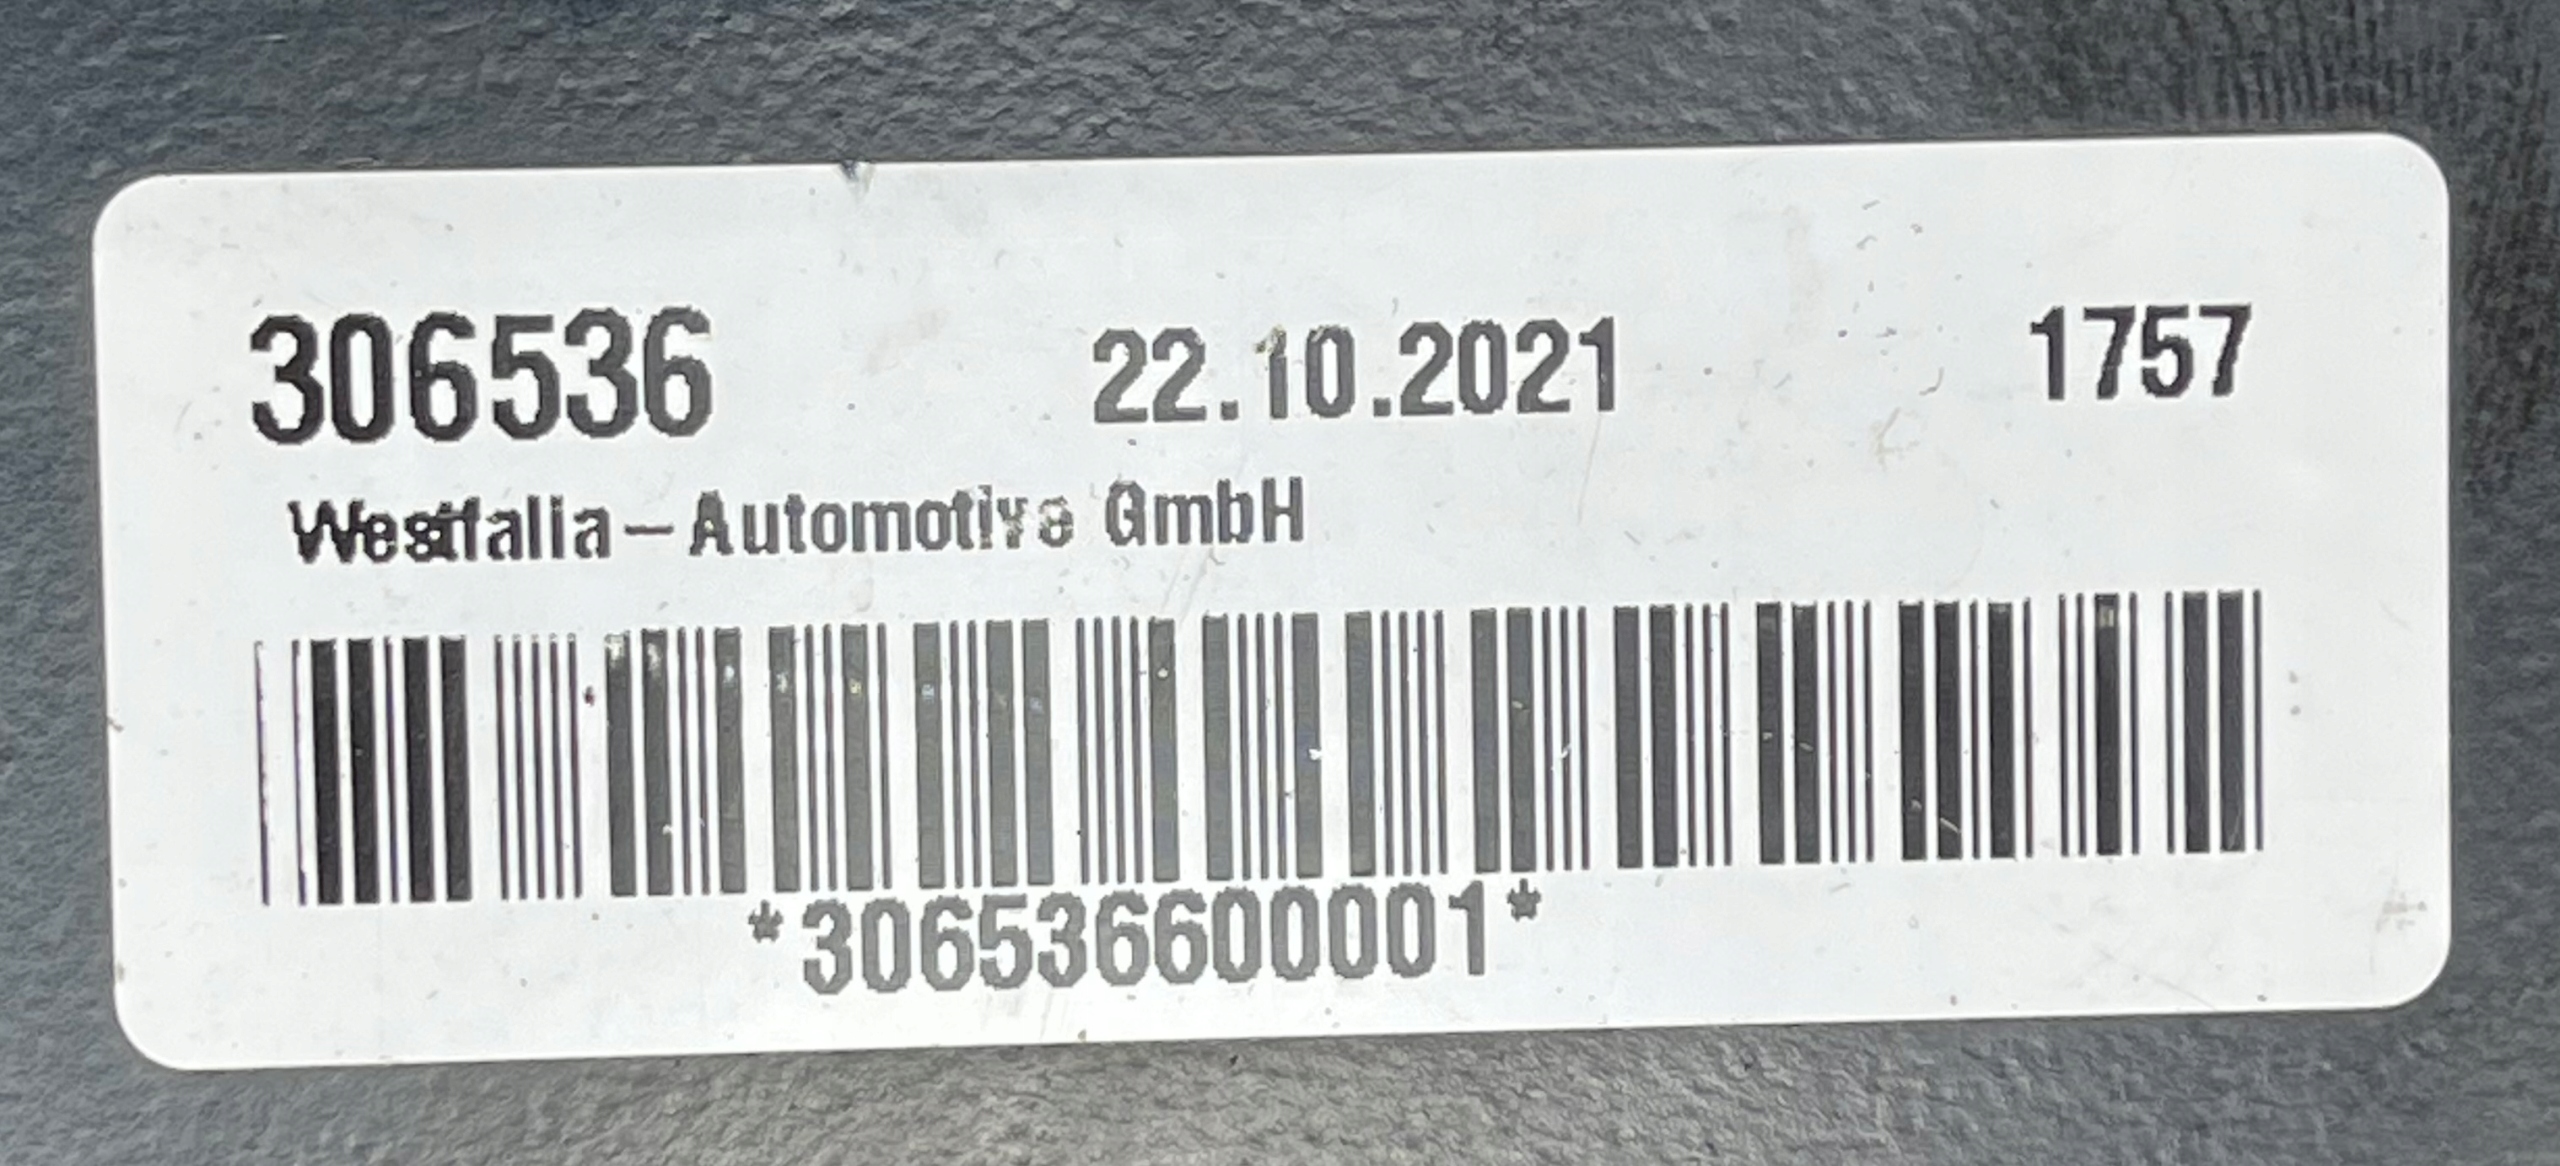 306536 22.10.2021 1757
Westfalia-Automotive GmbH
*306536600001*